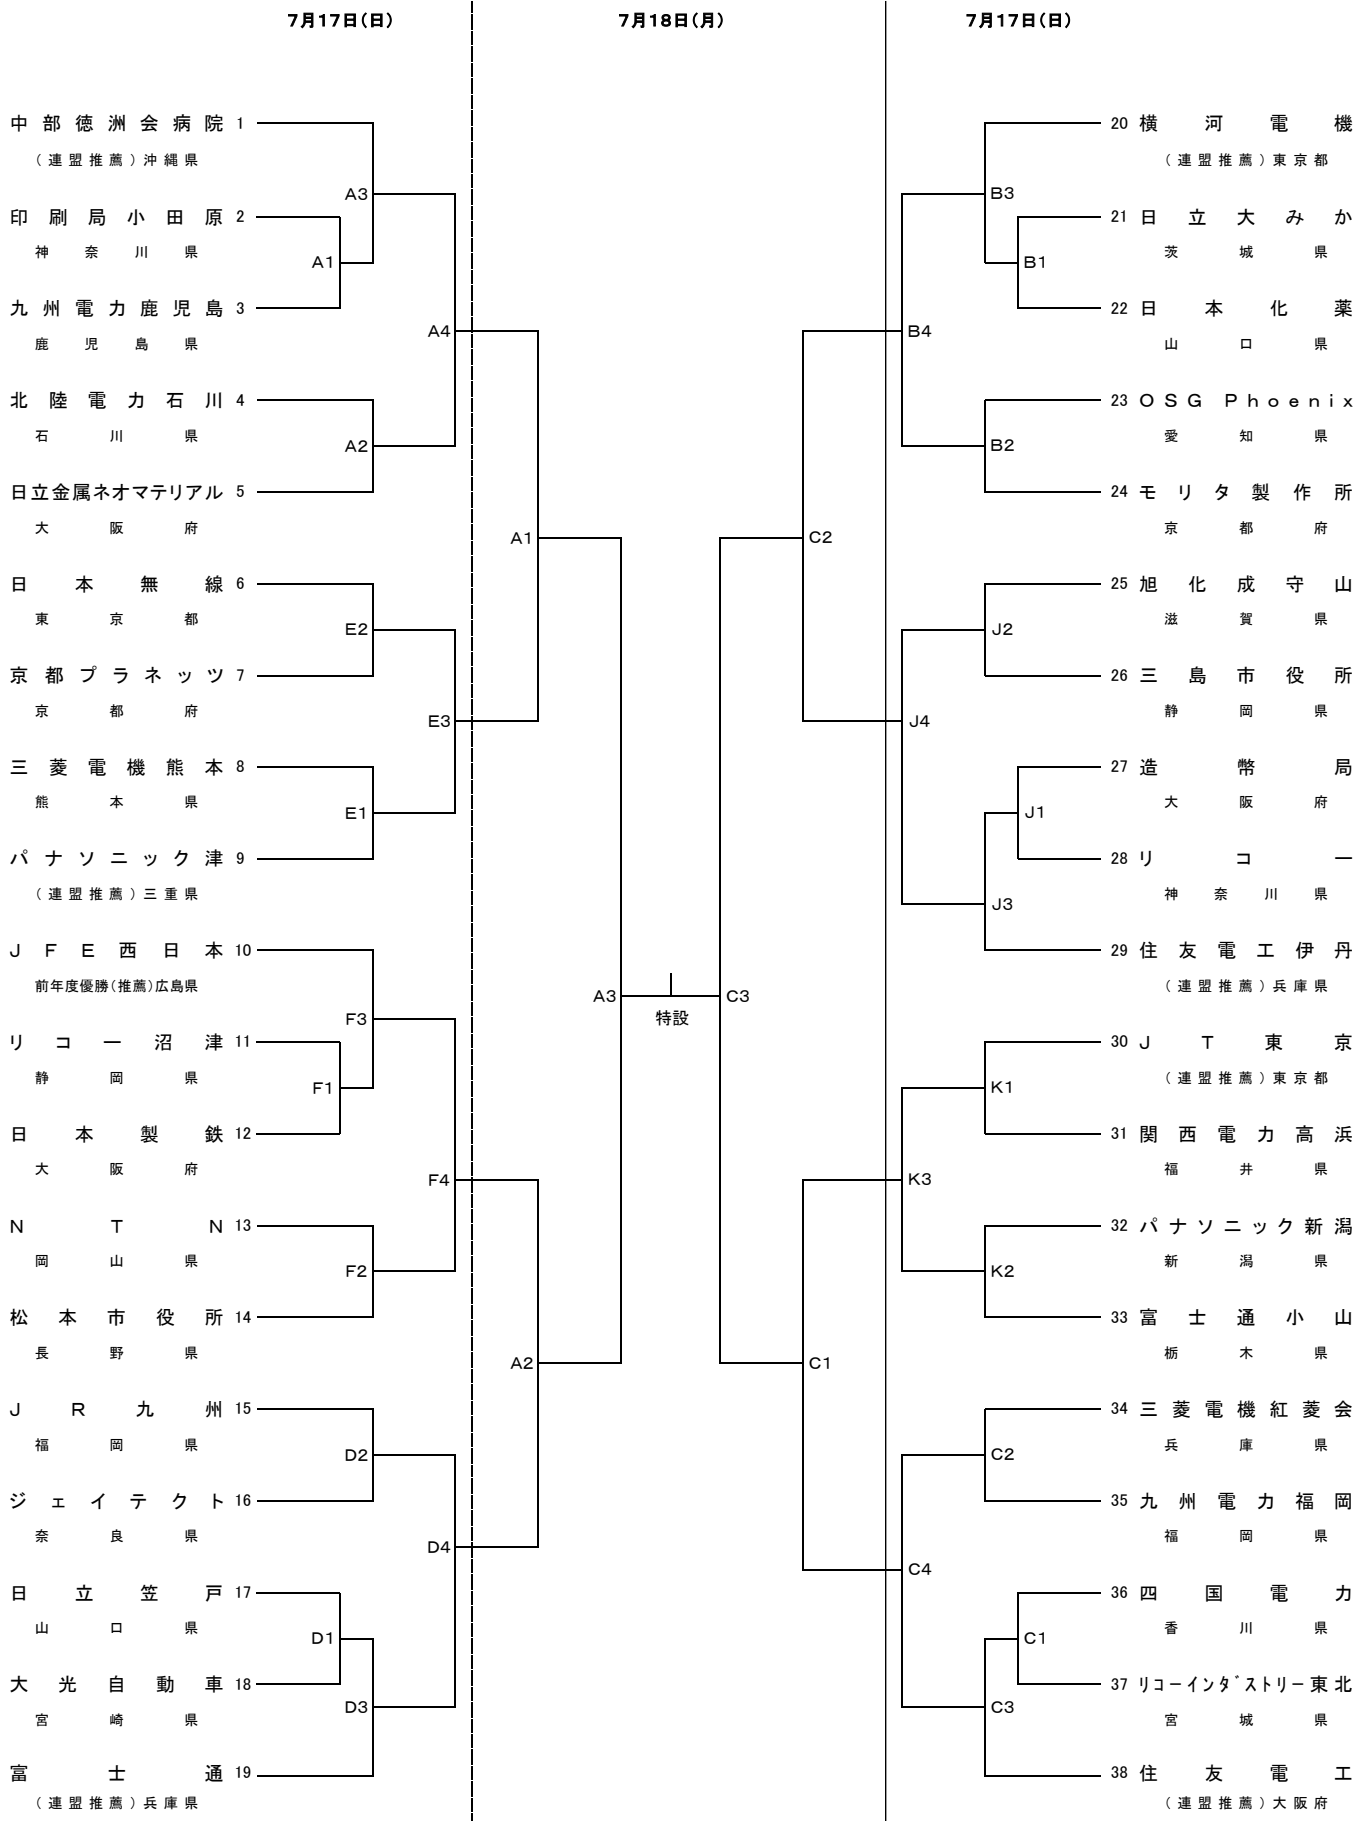 7月17日(日)
7月18日(月)
7月17日(日)
中部徳洲会病院 1
(連盟推薦)沖縄県
A3
印刷局小田原 2
神奈川県
A1
九州電力鹿児島 3
鹿児島県
A4
北陸電力石川 4
石川県
A2
日立金属ネオマテリアル 5
大阪府
A1
日本無線 6
東京都
E2
京都プラネッツ 7
京都府
E3
三菱電機熊本 8
熊本県
E1
パナソニック津 9
(連盟推薦)三重県
JFE西日本 10
前年度優勝(推薦)広島県
A3
F3
リコー沼津 11
静岡県
F1
日本製鉄 12
大阪府
F4
NTN 13
岡山県
F2
松本市役所 14
長野県
A2
JR九州 15
福岡県
D2
ジェイテクト 16
奈良県
D4
日立笠戸 17
山口県
D1
大光自動車 18
宮崎県
D3
富士通 19
(連盟推薦)兵庫県
特設
20 横河電機
(連盟推薦)東京都
B3
21 日立大みか
茨城県
B1
22 日本化薬
山口県
B4
23 OSG Phoenix
愛知県
B2
24 モリタ製作所
京都府
C2
25 旭化成守山
滋賀県
J2
26 三島市役所
静岡県
J4
27 造幣局
大阪府
J1
28 リコー
神奈川県
J3
29 住友電工伊丹
(連盟推薦)兵庫県
C3
30 JT東京
(連盟推薦)東京都
K1
31 関西電力高浜
福井県
K3
32 パナソニック新潟
新潟県
K2
33 富士通小山
栃木県
C1
34 三菱電機紅菱会
兵庫県
C2
35 九州電力福岡
福岡県
C4
36 四国電力
香川県
C1
37 リコーインダストリー東北
宮城県
C3
38 住友電工
(連盟推薦)大阪府